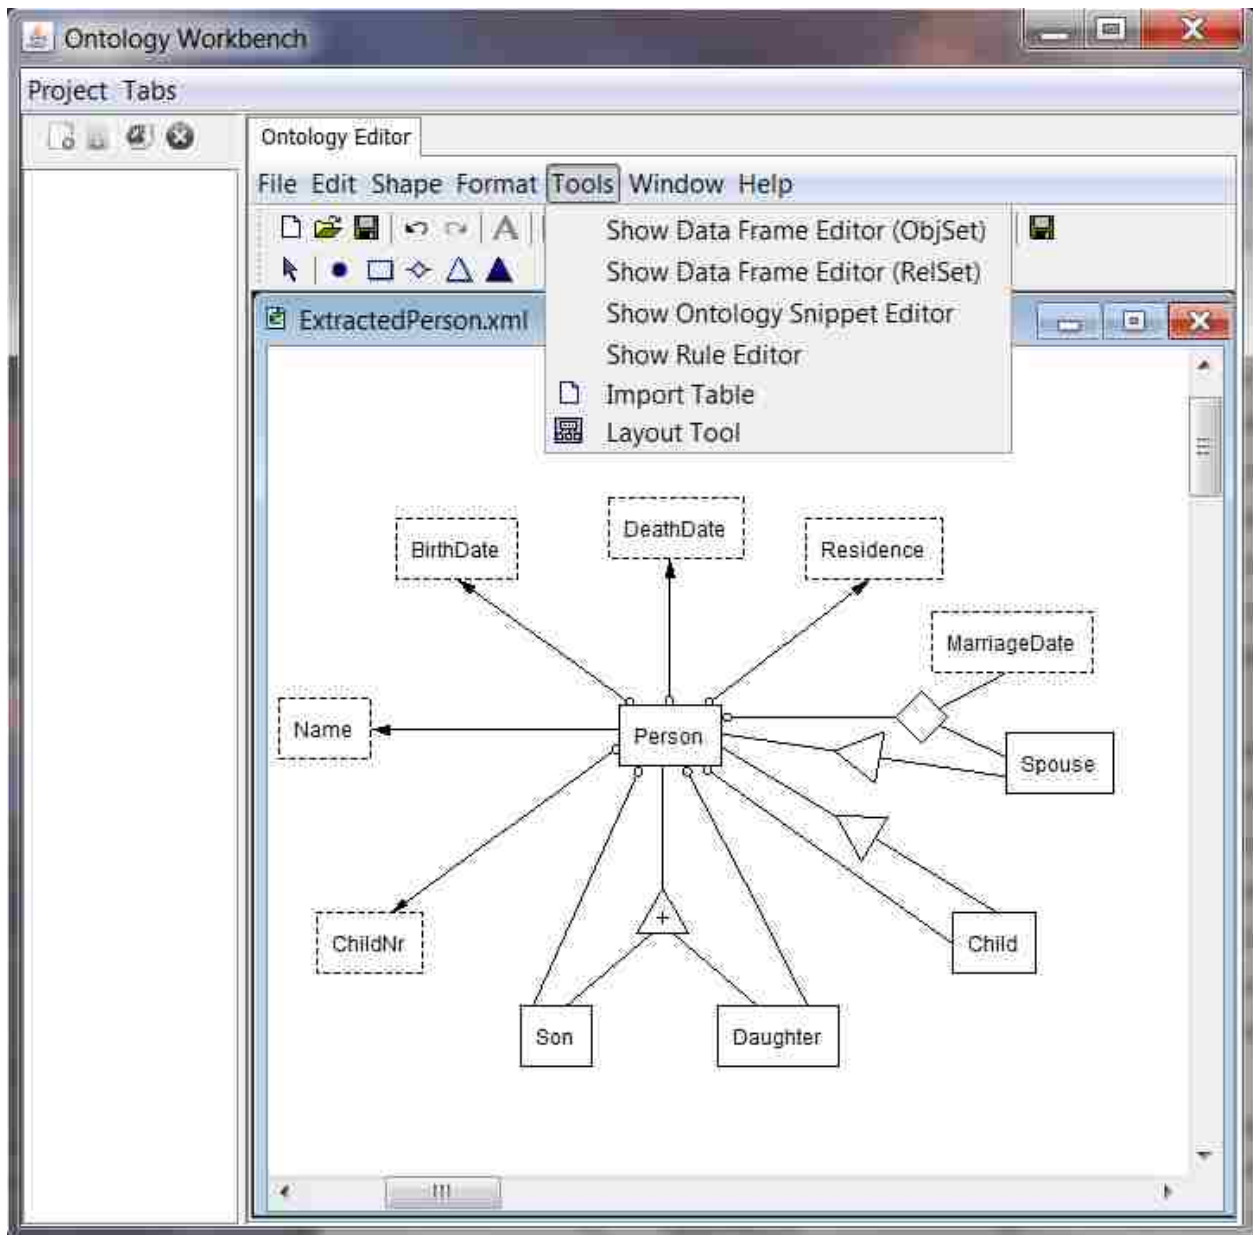 Ontology Workbench
Project Tabs
Ontology Editor
File Edit Shape Format Tools Window Help
A
Show Data Frame Editor (ObjSet)
Show Data Frame Editor (RelSet)
Show Ontology Snippet Editor
Show Rule Editor
Import Table
Layout Tool
ExtractedPerson.xml
DeathDate
BirthDate
Residence
MarriageDate
Name
Person
Spouse
ChildNr
+
Child
Son
Daughter